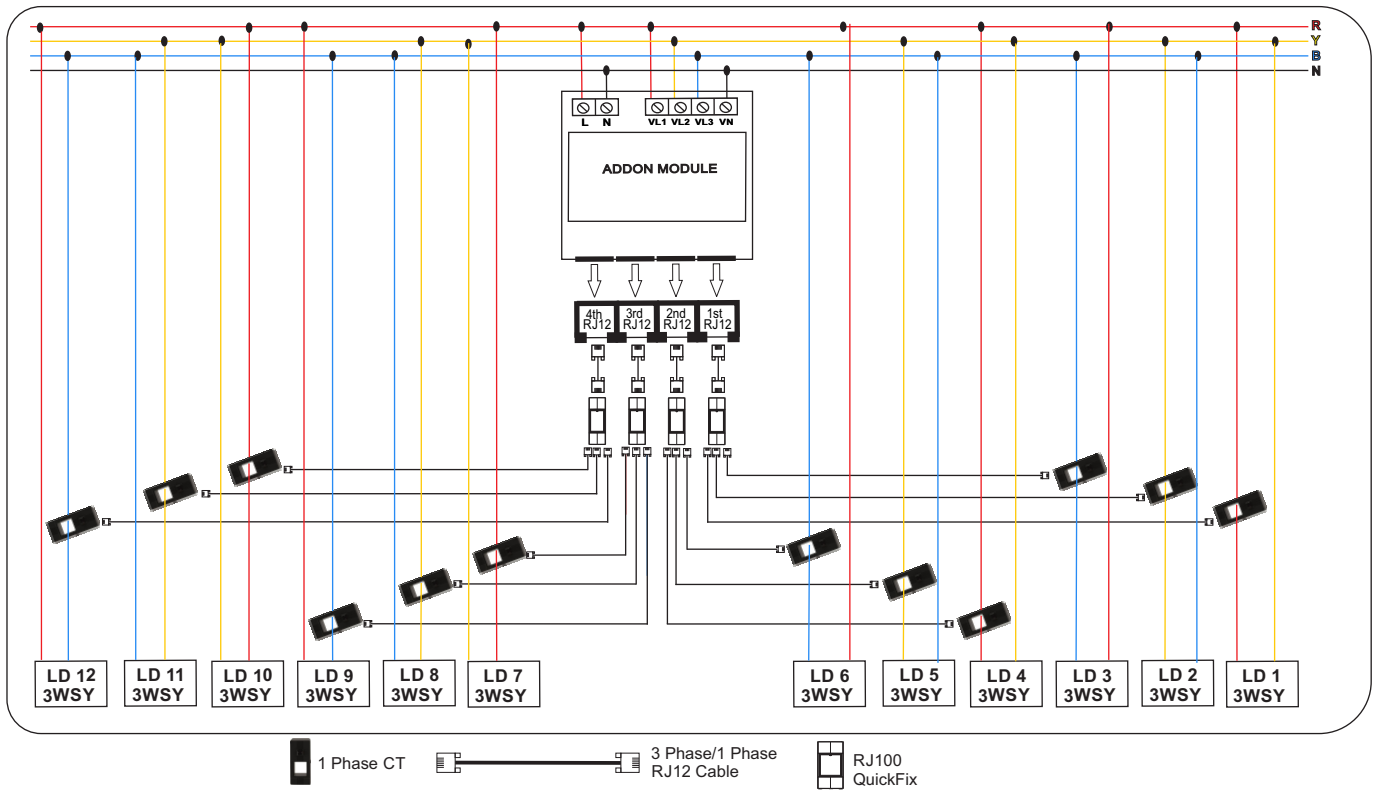 R
Y
B
N
L N VL1 VL2 VL3 VN
ADDON MODULE
4th
RJ12
3rd
RJ12
2nd
RJ12
1st
RJ12
LD 12
3WSY
LD 11
3WSY
LD 10
3WSY
LD 9
3WSY
LD 8
3WSY
LD 7
3WSY
LD 6
3WSY
LD 5
3WSY
LD 4
3WSY
LD 3
3WSY
LD 2
3WSY
LD 1
3WSY
1 Phase CT
3 Phase/1 Phase
RJ12 Cable
RJ100
QuickFix